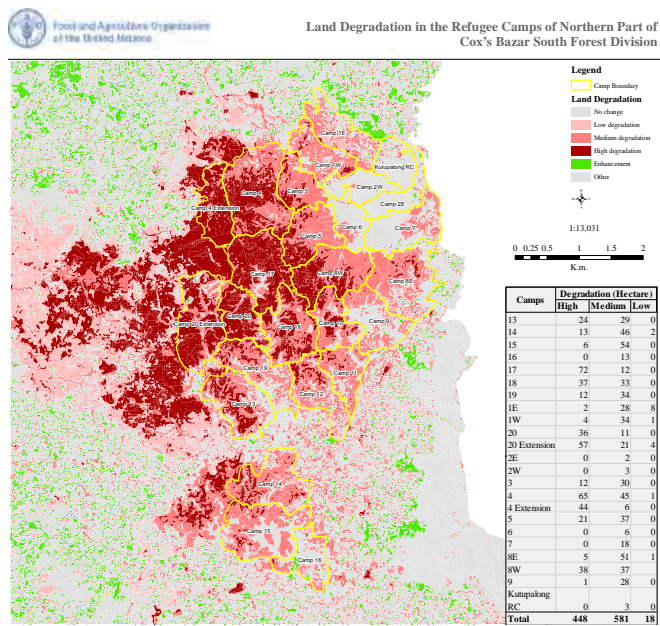 Food and Agriculture Organization
of the United Nations
Land Degradation in the Refugee Camps of Northern Part of
Cox's Bazar South Forest Division
Legend
Camp Boundary
Land Degradation
No change
Low degradation
Medium degradation
High degradation
Enhancement
Other
1:13,031
0 0.25 0.5 1 1.5 2
K.m.
Camp 1E
Camp 1W
Kutupalong RC
Camp 4
Camp 3
Camp 2W
Camp 4 Extension
Camp 2E
Camp 5
Camp 6
Camp 7
Camp 17
Camp 8W
Camp 8E
Camp 20 Extension
Camp 20
Camp 18
Camp 9
Camp 19
Camp 11
Camp 13
Camp 12
Camp 14
Camp 15
Camp 16
Camps Degradation (Hectare)
High Medium Low
13 24 29 0
14 13 46 2
15 6 54 0
16 0 13 0
17 72 12 0
18 37 33 0
19 12 34 0
1E 2 28 8
1W 4 34 1
20 36 11 0
20 Extension 57 21 4
2E 0 2 0
2W 0 3 0
3 12 30 0
4 65 45 1
4 Extension 44 6 0
5 21 37 0
6 0 6 0
7 0 18 0
8E 5 51 1
8W 38 37
9 1 28 0
Kutupalong
RC 0 3 0
Total 448 581 18